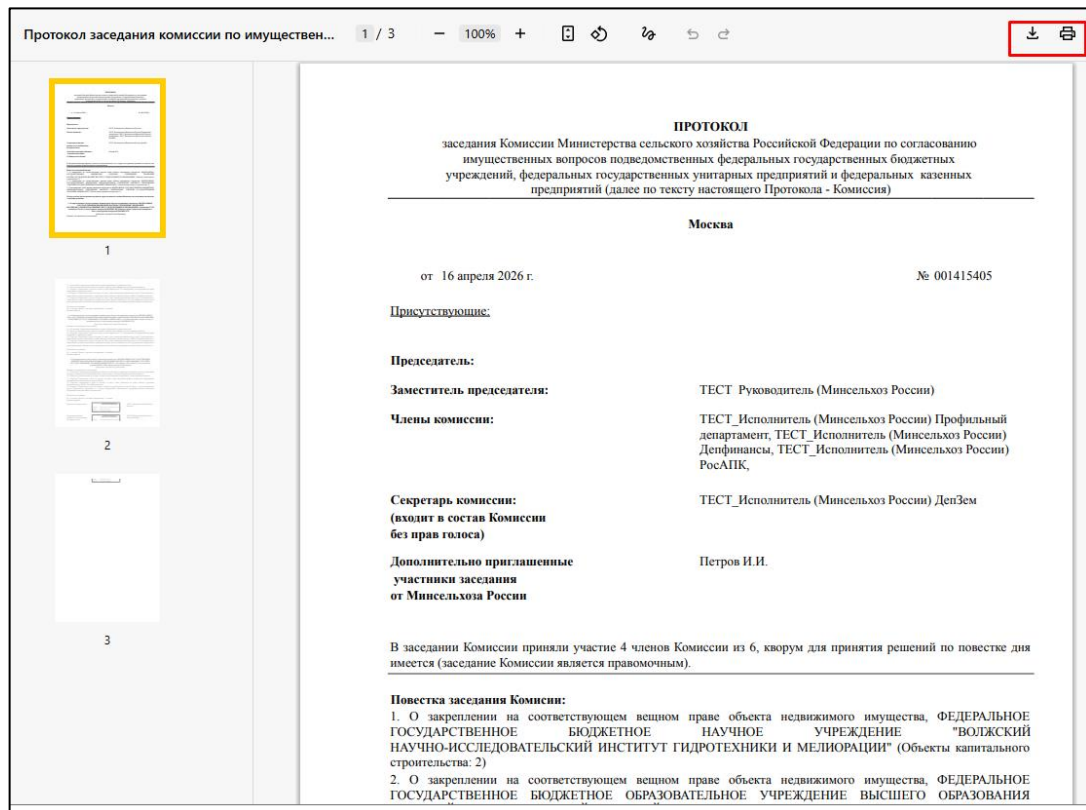 Протокол заседания комиссии по имуществен... 1 / 3 100%
1
2
3
ПРОТОКОЛ
заседания Комиссии Министерства сельского хозяйства Российской Федерации по согласованию
имущественных вопросов подведомственных федеральных государственных бюджетных
учреждений, федеральных государственных унитарных предприятий и федеральных казенных
предприятий (далее по тексту настоящего Протокола - Комиссия)
Москва
от 16 апреля 2026 г. № 001415405
Присутствующие:
Председатель:
Заместитель председателя: ТЕСТ_Руководитель (Минсельхоз России)
Члены комиссии: ТЕСТ_Исполнитель (Минсельхоз России) Профильный
департамент, ТЕСТ_Исполнитель (Минсельхоз России)
Депфинансы, ТЕСТ_Исполнитель (Минсельхоз России)
РосАПК,
Секретарь комиссии: ТЕСТ_Исполнитель (Минсельхоз России) ДепЗем
(входит в состав Комиссии
без прав голоса)
Дополнительно приглашенные Петров И.И.
участники заседания
от Минсельхоза России
В заседании Комиссии приняли участие 4 членов Комиссии из 6, кворум для принятия решений по повестке дня
имеется (заседание Комиссии является правомочным).
Повестка заседания Комисии:
1. О закреплении на соответствующем вещном праве объекта недвижимого имущества, ФЕДЕРАЛЬНОЕ
ГОСУДАРСТВЕННОЕ БЮДЖЕТНОЕ НАУЧНОЕ УЧРЕЖДЕНИЕ "ВОЛЖСКИЙ
НАУЧНО-ИССЛЕДОВАТЕЛЬСКИЙ ИНСТИТУТ ГИДРОТЕХНИКИ И МЕЛИОРАЦИИ" (Объекты капитального
строительства: 2)
2. О закреплении на соответствующем вещном праве объекта недвижимого имущества, ФЕДЕРАЛЬНОЕ
ГОСУДАРСТВЕННОЕ БЮДЖЕТНОЕ ОБРАЗОВАТЕЛЬНОЕ УЧРЕЖДЕНИЕ ВЫСШЕГО ОБРАЗОВАНИЯ